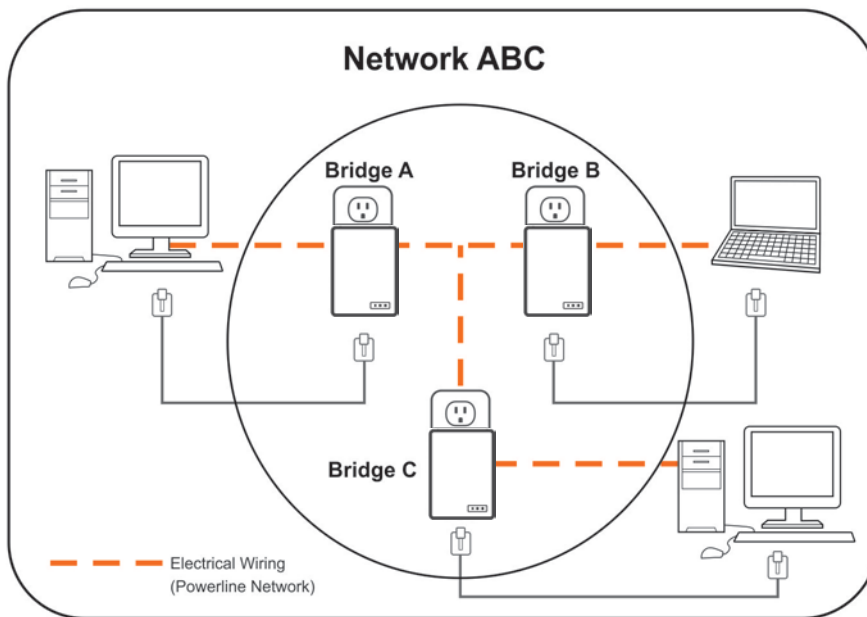 Network ABC
Bridge A
Bridge B
Bridge C
Electrical Wiring
(Powerline Network)